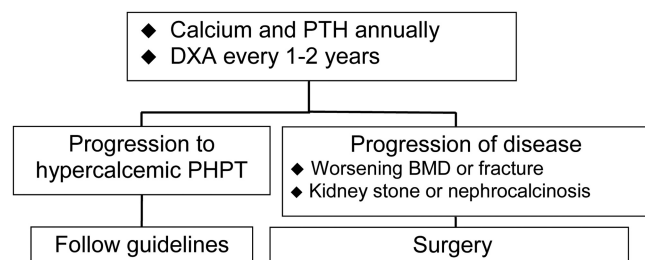 ◆ Calcium and PTH annually
◆ DXA every 1-2 years
Progression to
hypercalcemic PHPT
Progression of disease
◆ Worsening BMD or fracture
◆ Kidney stone or nephrocalcinosis
Follow guidelines
Surgery